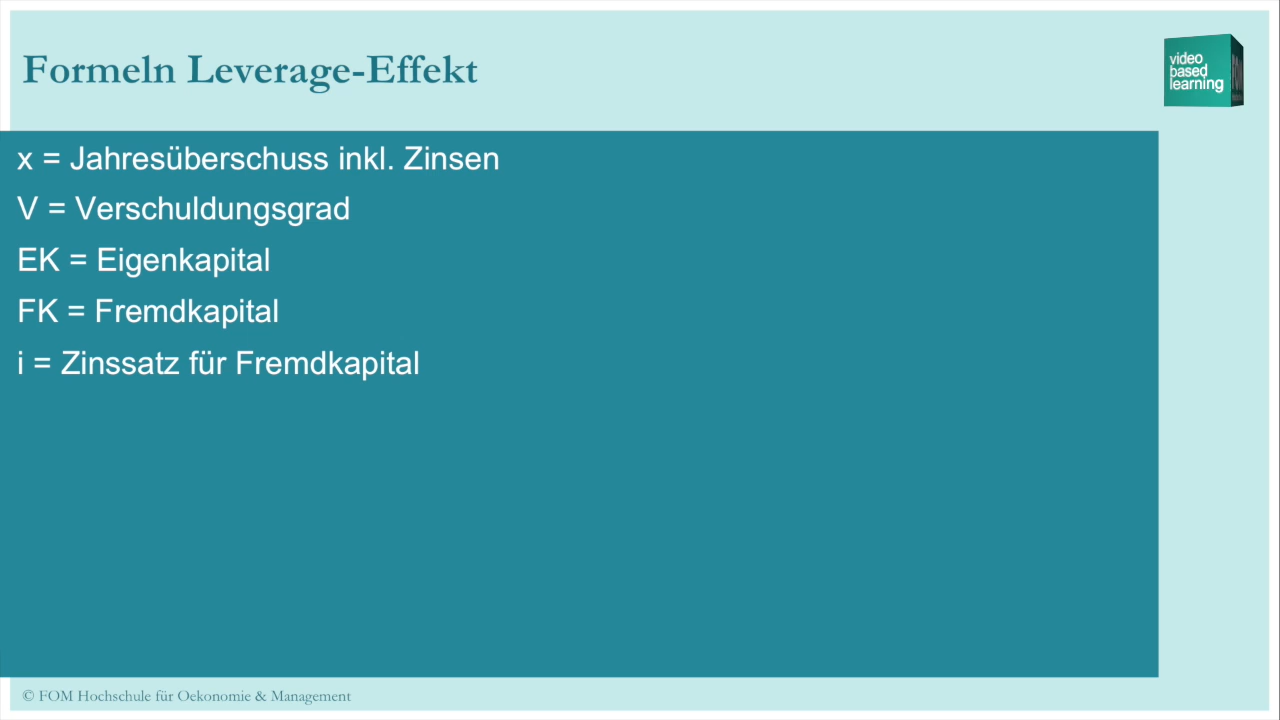 Formeln Leverage-Effekt
video
based
learning
x = Jahresüberschuss inkl. Zinsen
V = Verschuldungsgrad
EK = Eigenkapital
FK = Fremdkapital
i = Zinssatz für Fremdkapital
© FOM Hochschule für Oekonomie & Management